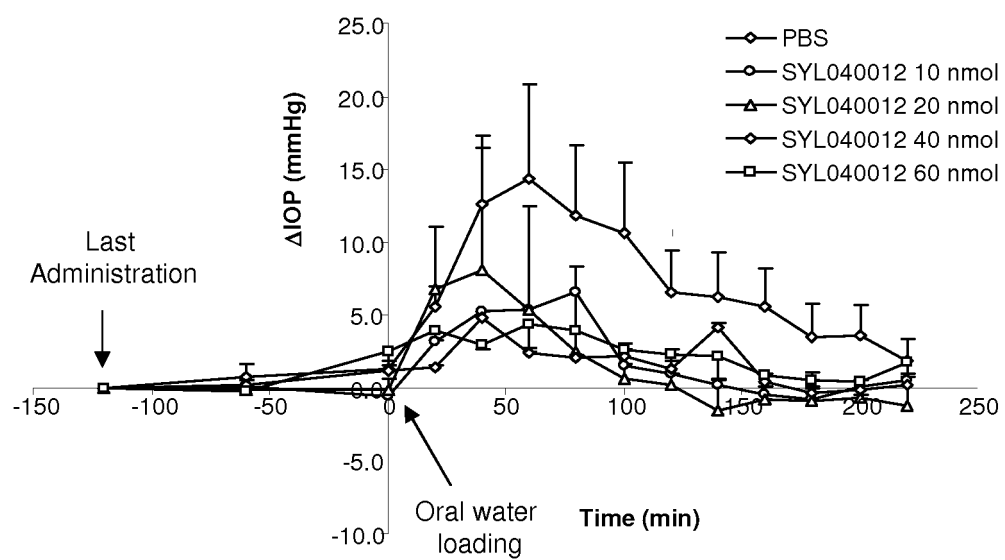 25.0
20.0
15.0
10.0
5.0
0.0
-5.0
-10.0
ΔIOP (mmHg)
PBS
SYL040012 10 nmol
SYL040012 20 nmol
SYL040012 40 nmol
SYL040012 60 nmol
Last
Administration
-150 -100 -50 50 100 150 200 250
Oral water
loading
Time (min)